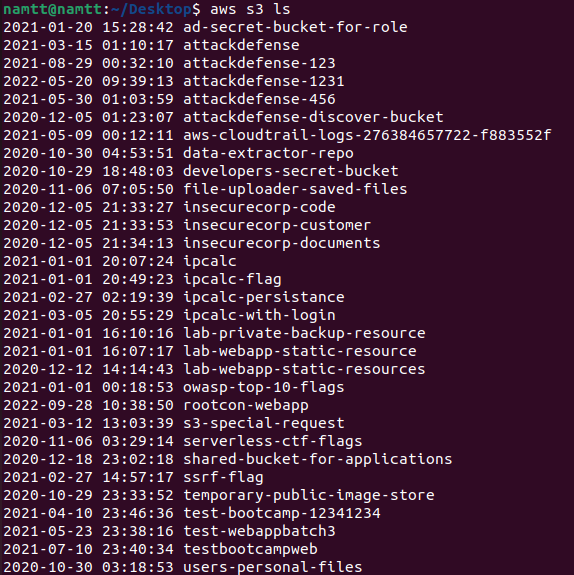 namtt@namtt:~/Desktop$ aws s3 ls
2021-01-20 15:28:42 ad-secret-bucket-for-role
2021-03-15 01:10:17 attackdefense
2021-08-29 00:32:10 attackdefense-123
2022-05-20 09:39:13 attackdefense-1231
2021-05-30 01:03:59 attackdefense-456
2020-12-05 01:23:07 attackdefense-discover-bucket
2021-05-09 00:12:11 aws-cloudtrail-logs-276384657722-f883552f
2020-10-30 04:53:51 data-extractor-repo
2020-10-29 18:48:03 developers-secret-bucket
2020-11-06 07:05:50 file-uploader-saved-files
2020-12-05 21:33:27 insecurecorp-code
2020-12-05 21:33:53 insecurecorp-customer
2020-12-05 21:34:13 insecurecorp-documents
2021-01-01 20:07:24 ipcalc
2021-01-01 20:49:23 ipcalc-flag
2021-02-27 02:19:39 ipcalc-persistance
2021-03-05 20:55:29 ipcalc-with-login
2021-01-01 16:10:16 lab-private-backup-resource
2021-01-01 16:07:17 lab-webapp-static-resource
2020-12-12 14:14:43 lab-webapp-static-resources
2021-01-01 00:18:53 owasp-top-10-flags
2022-09-28 10:38:50 rootcon-webapp
2021-03-12 13:03:39 s3-special-request
2020-11-06 03:29:14 serverless-ctf-flags
2020-12-18 23:02:18 shared-bucket-for-applications
2021-02-27 14:57:17 ssrf-flag
2020-10-29 23:33:52 temporary-public-image-store
2021-04-10 23:46:36 test-bootcamp-12341234
2021-05-23 23:38:16 test-webappbatch3
2021-07-10 23:40:34 testbootcampweb
2020-10-30 03:18:53 users-personal-files